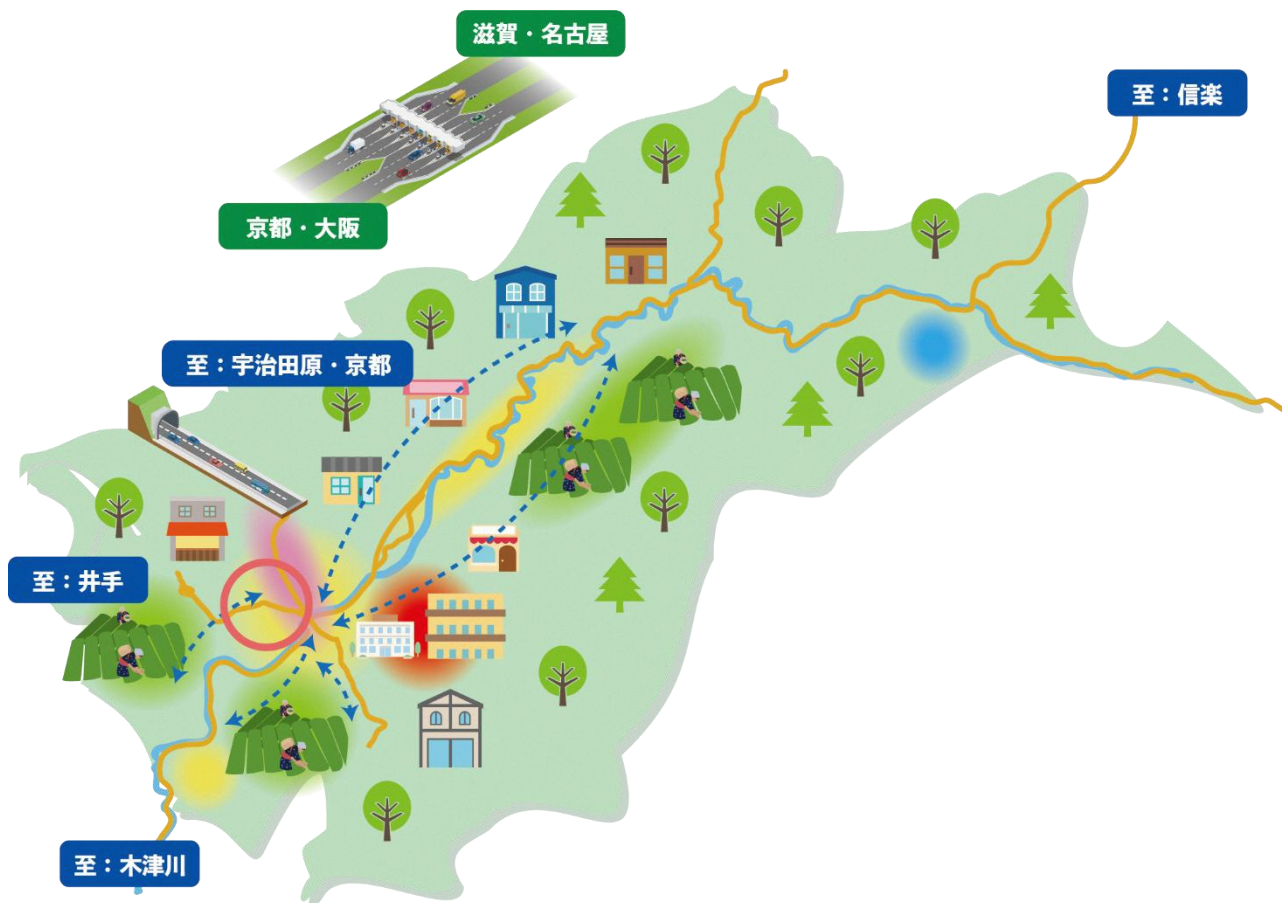 滋賀・名古屋
至：信楽
京都・大阪
至：宇治田原・京都
至：井手
至：木津川